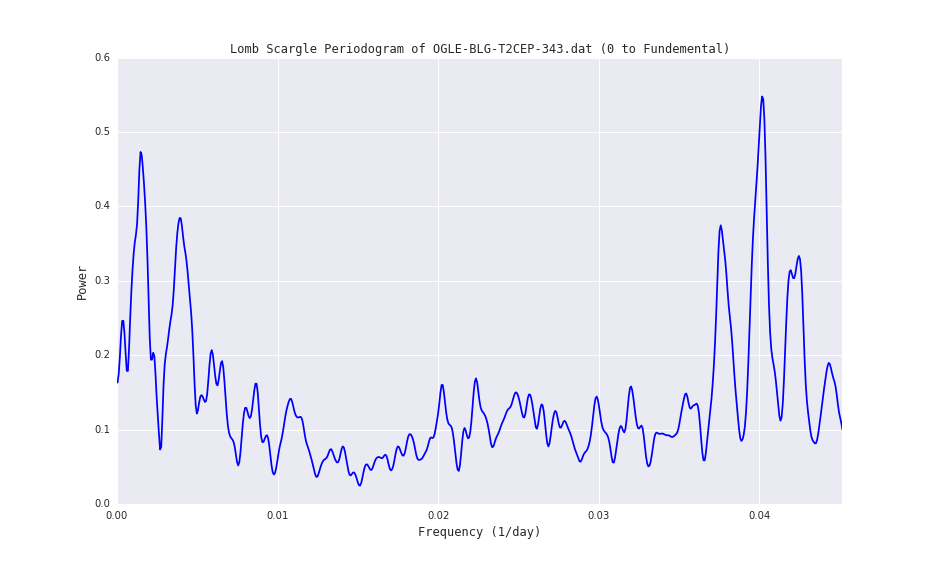 Lomb Scargle Periodogram of OGLE-BLG-T2CEP-343.dat (0 to Fundemental)
0.6
0.5
0.4
0.3
0.2
0.1
0.0
Power
0.00 0.01 0.02 0.03 0.04
Frequency (1/day)